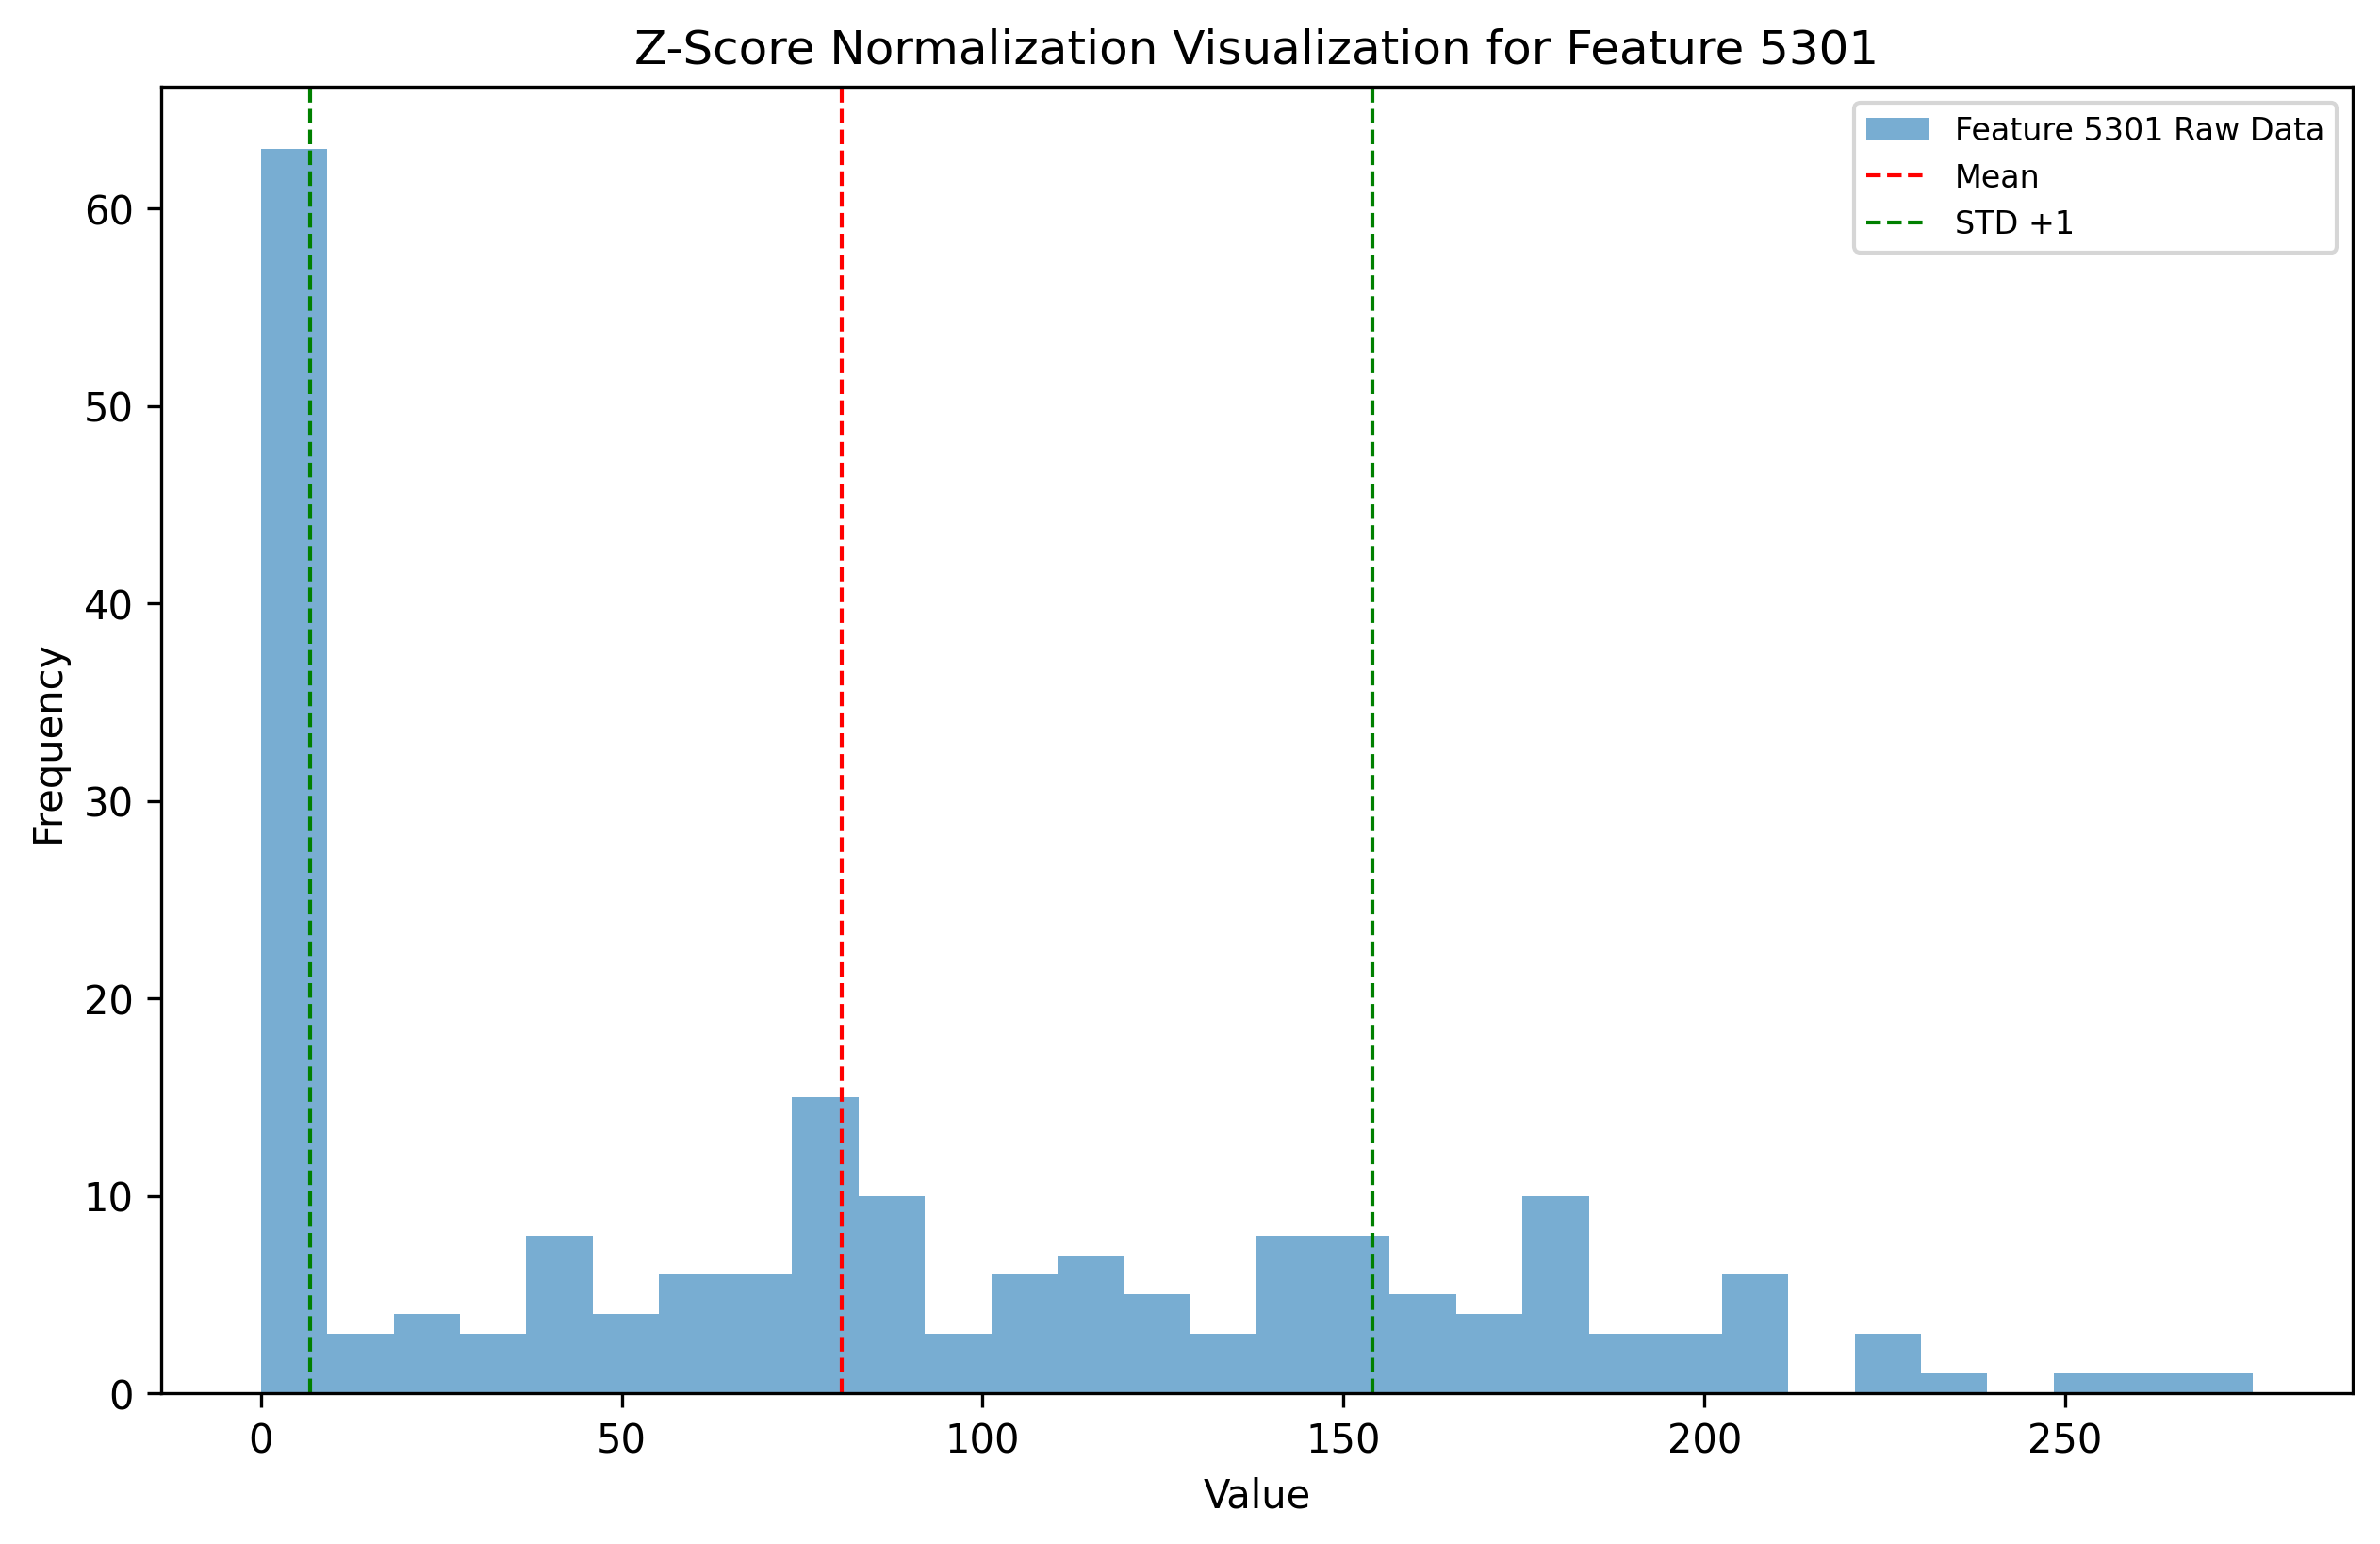 Z-Score Normalization Visualization for Feature 5301
Feature 5301 Raw Data
Mean
STD +1
60
50
40
30
20
10
0
Frequency
0 50 100 150 200 250
Value